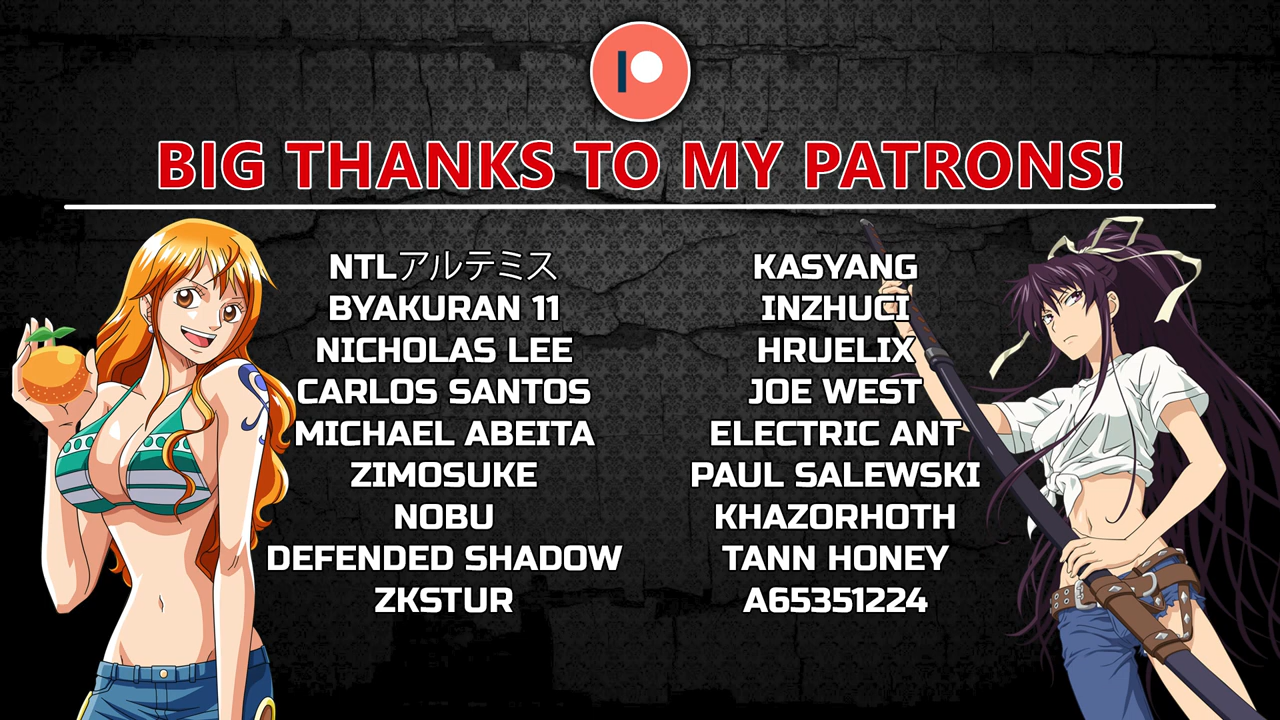 BIG THANKS TO MY PATRONS!
NTLアルテミス
BYAKURAN 11
NICHOLAS LEE
CARLOS SANTOS
MICHAEL ABEITA
ZIMOSUKE
NOBU
DEFENDED SHADOW
ZKSTUR
KASYANG
INZHUCI
HRUELIX
JOE WEST
ELECTRIC ANT
PAUL SALEWSKI
KHAZORHOTH
TANN HONEY
A65351224